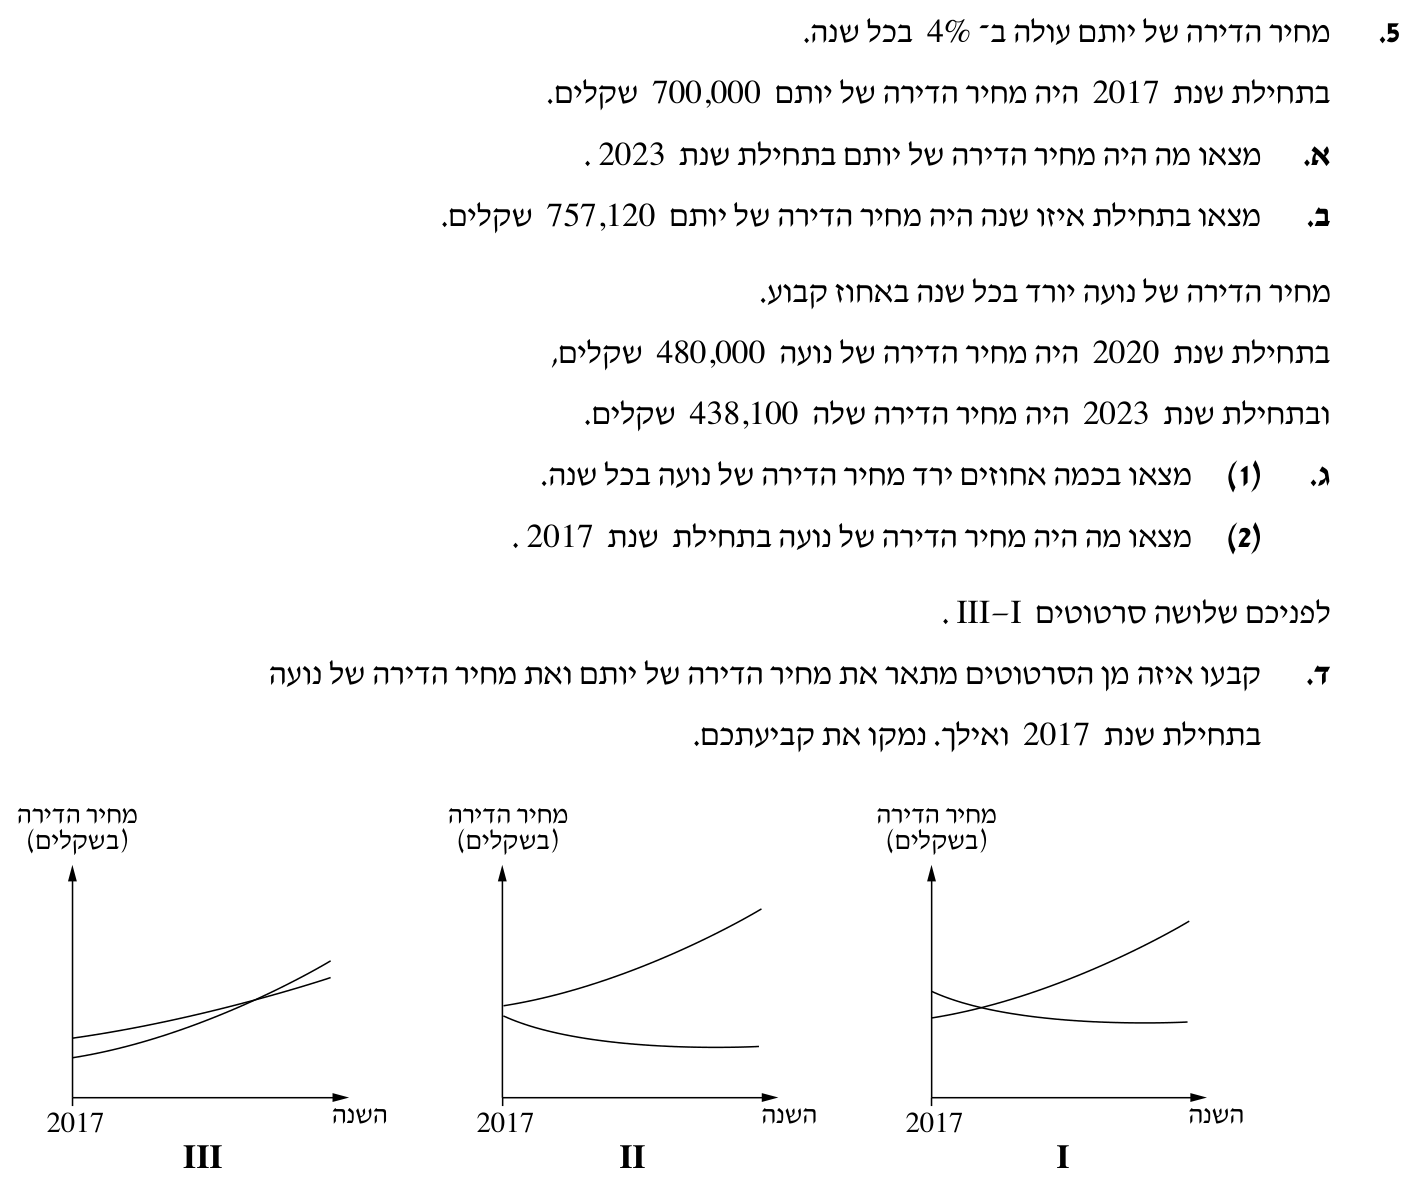 5. מחיר הדירה של יותם עולה ב־ 4% בכל שנה.
בתחילת שנת 2017 היה מחיר הדירה של יותם 700,000 שקלים.
א. מצאו מה היה מחיר הדירה של יותם בתחילת שנת 2023 .
ב. מצאו בתחילת איזו שנה היה מחיר הדירה של יותם 757,120 שקלים.
מחיר הדירה של נועה יורד בכל שנה באחוז קבוע.
בתחילת שנת 2020 היה מחיר הדירה של נועה 480,000 שקלים,
ובתחילת שנת 2023 היה מחיר הדירה שלה 438,100 שקלים.
ג. (1) מצאו בכמה אחוזים ירד מחיר הדירה של נועה בכל שנה.
(2) מצאו מה היה מחיר הדירה של נועה בתחילת שנת 2017 .
לפניכם שלושה סרטוטים I–III .
ד. קבעו איזה מן הסרטוטים מתאר את מחיר הדירה של יותם ואת מחיר הדירה של נועה
בתחילת שנת 2017 ואילך. נמקו את קביעתכם.
מחיר הדירה
(בשקלים)
השנה
2017
I
מחיר הדירה
(בשקלים)
השנה
2017
II
מחיר הדירה
(בשקלים)
השנה
2017
III